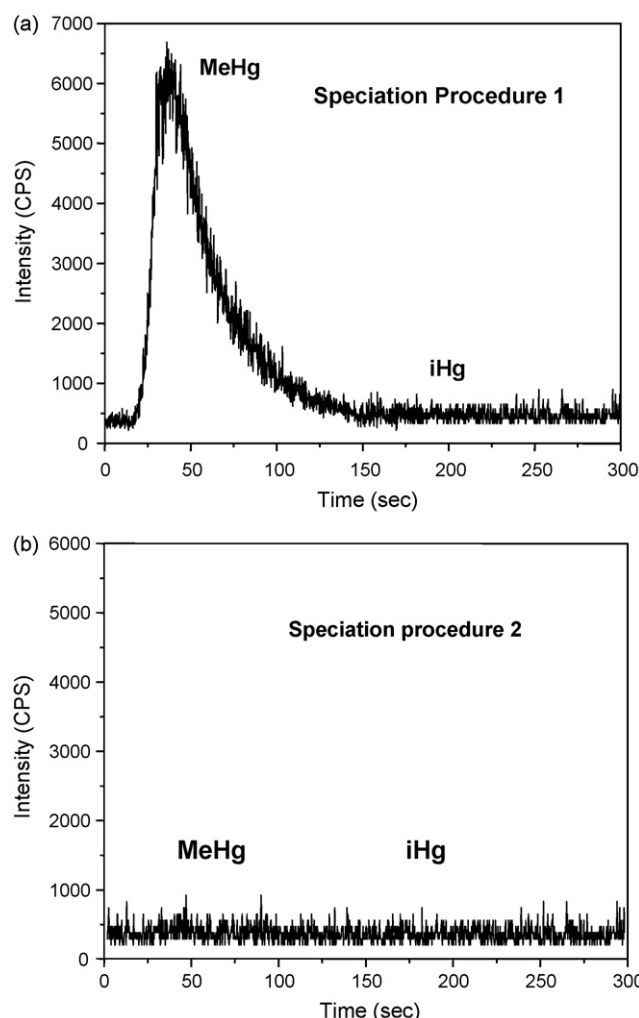 (a)
7000
6000
5000
4000
3000
2000
1000
0
Intensity (CPS)
MeHg
Speciation Procedure 1
iHg
0 50 100 150 200 250 300
Time (sec)
(b)
6000
5000
4000
3000
2000
1000
0
Intensity (CPS)
Speciation procedure 2
MeHg iHg
0 50 100 150 200 250 300
Time (sec)